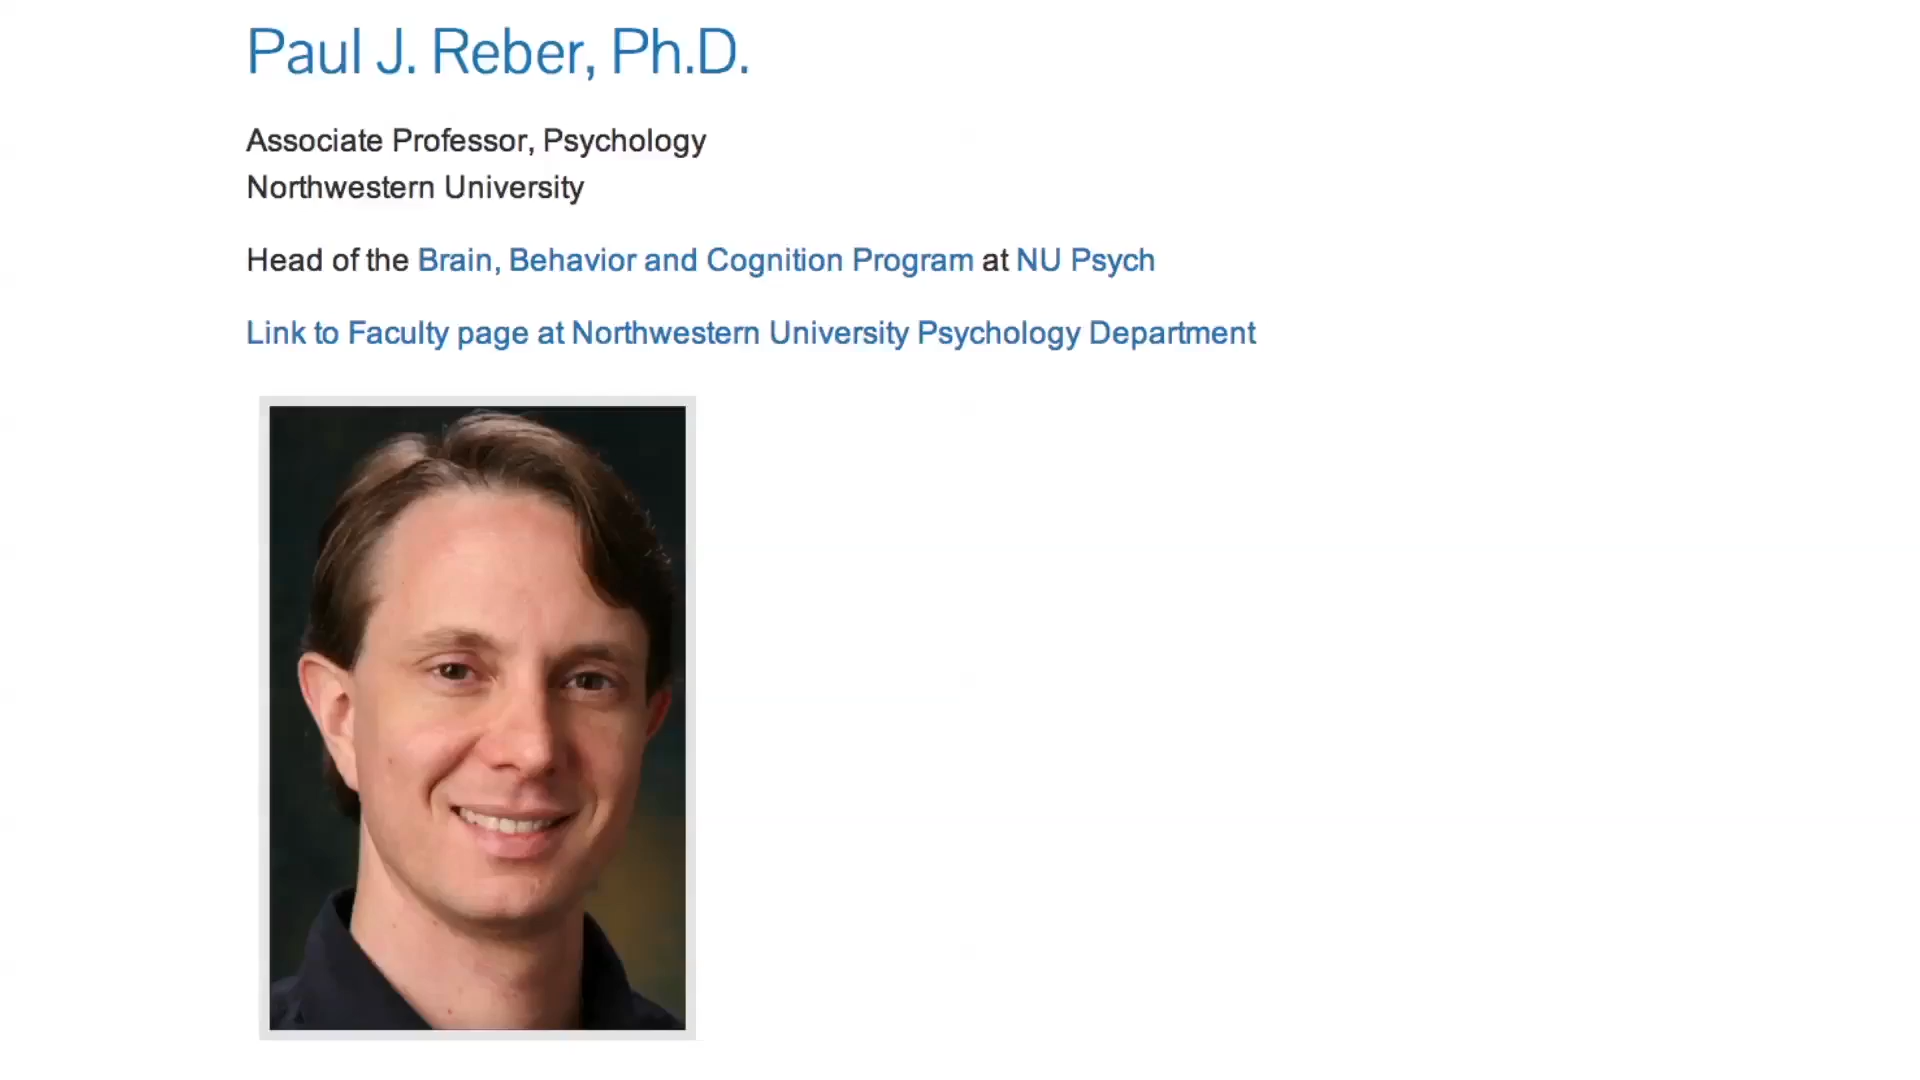 Paul J. Reber, Ph.D.
Associate Professor, Psychology
Northwestern University
Head of the Brain, Behavior and Cognition Program at NU Psych
Link to Faculty page at Northwestern University Psychology Department